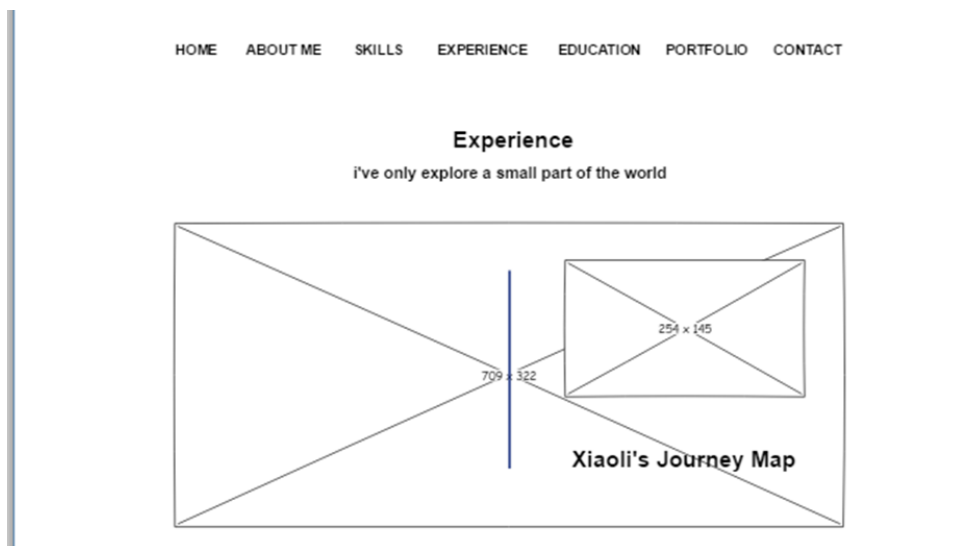 HOME ABOUT ME SKILLS EXPERIENCE EDUCATION PORTFOLIO CONTACT
Experience
i've only explore a small part of the world
254 x 145
709 x 322
Xiaoli's Journey Map